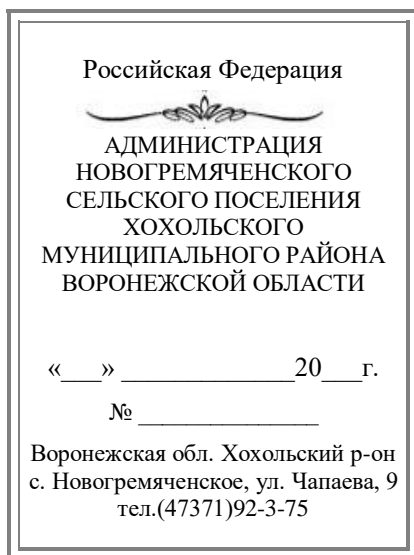 Российская Федерация
АДМИНИСТРАЦИЯ
НОВОГРЕМЯЧЕНСКОГО
СЕЛЬСКОГО ПОСЕЛЕНИЯ
ХОХОЛЬСКОГО
МУНИЦИПАЛЬНОГО РАЙОНА
ВОРОНЕЖСКОЙ ОБЛАСТИ
«___» _____________20___г.
№ ______________
Воронежская обл. Хохольский р-он
с. Новогремяченское, ул. Чапаева, 9
тел.(47371)92-3-75